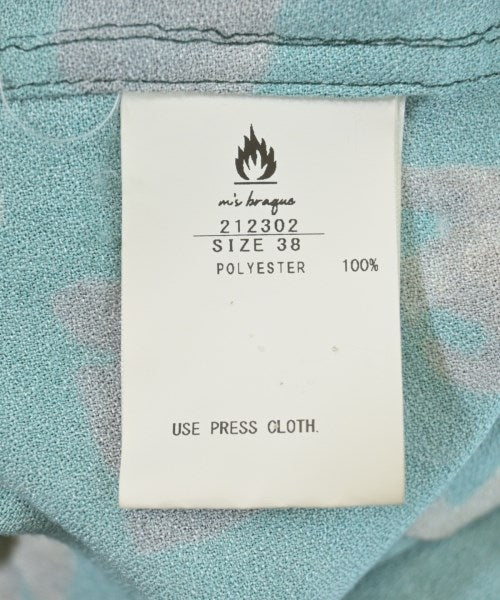 m's braque
212302
SIZE 38
POLYESTER 100%
USE PRESS CLOTH.